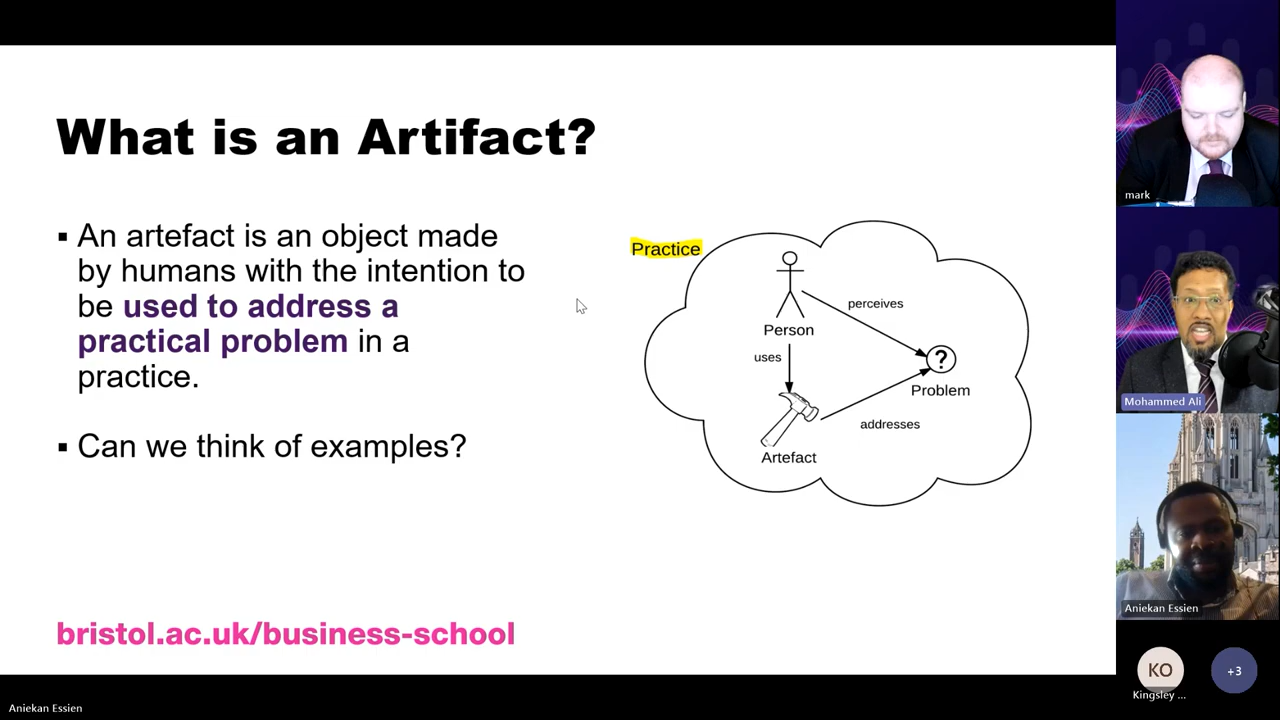 What is an Artifact?
▪ An artefact is an object made
by humans with the intention to
be used to address a
practical problem in a
practice.
▪ Can we think of examples?
Practice
perceives
Person
uses
?
Problem
addresses
Artefact
bristol.ac.uk/business-school
mark
Mohammed Ali
Aniekan Essien
KO
+3
Kingsley ...
Aniekan Essien